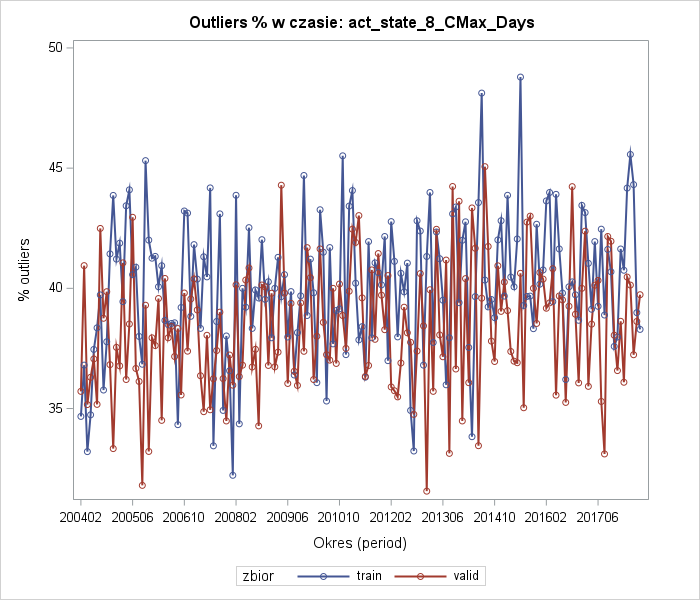 Outliers % w czasie: act_state_8_CMax_Days
% outliers
50
45
40
35
200402 200506 200610 200802 200906 201010 201202 201306 201410 201602 201706
Okres (period)
zbior train valid